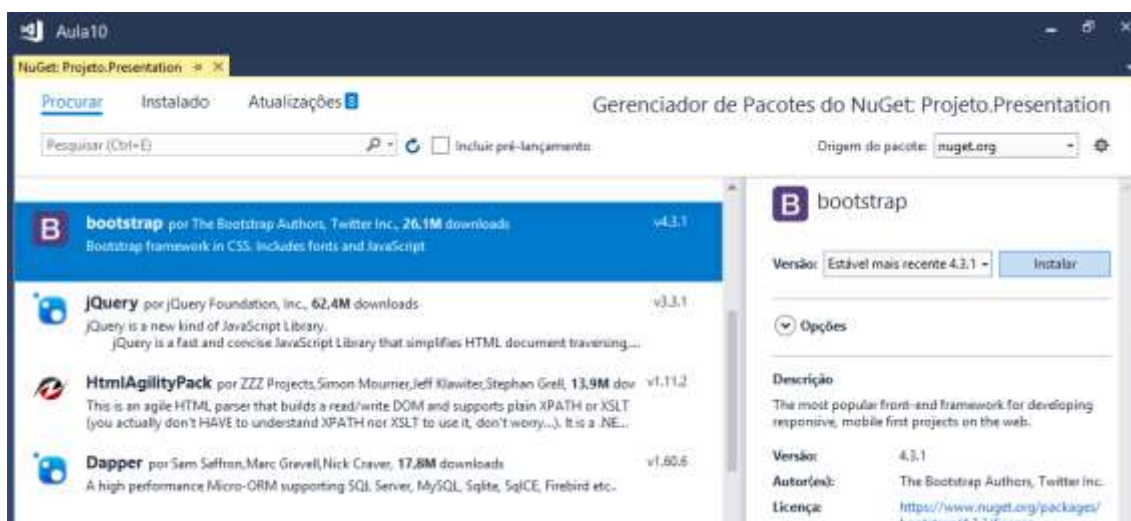 Aula10
NuGet: Projeto.Presentation
Procurar Instalado Atualizações 8
Gerenciador de Pacotes do NuGet: Projeto.Presentation
Pesquisar (Ctrl+E)
Incluir pré-lançamento
Origem do pacote: nuget.org
bootstrap por The Bootstrap Authors, Twitter Inc., 26,1M downloads v4.3.1
Bootstrap framework in CSS. Includes fonts and JavaScript
jQuery por jQuery Foundation, Inc., 62,4M downloads v3.3.1
jQuery is a new kind of JavaScript Library.
jQuery is a fast and concise JavaScript Library that simplifies HTML document traversing,...
HtmlAgilityPack por ZZZ Projects,Simon Mourrier,Jeff Klawiter,Stephan Grell, 13,9M dov v1.11.2
This is an agile HTML parser that builds a read/write DOM and supports plain XPATH or XSLT
(you actually don't HAVE to understand XPATH nor XSLT to use it, don't worry...). It is a .NE...
Dapper por Sam Saffron,Marc Gravell,Nick Craver, 17,8M downloads v1.60.6
A high performance Micro-ORM supporting SQL Server, MySQL, Sqlite, SqlCE, Firebird etc..
bootstrap
Versão: Estável mais recente 4.3.1 Instalar
Opções
Descrição
The most popular front-end framework for developing
responsive, mobile first projects on the web.
Versão: 4.3.1
Autor(es): The Bootstrap Authors, Twitter Inc.
Licença: https://www.nuget.org/packages/